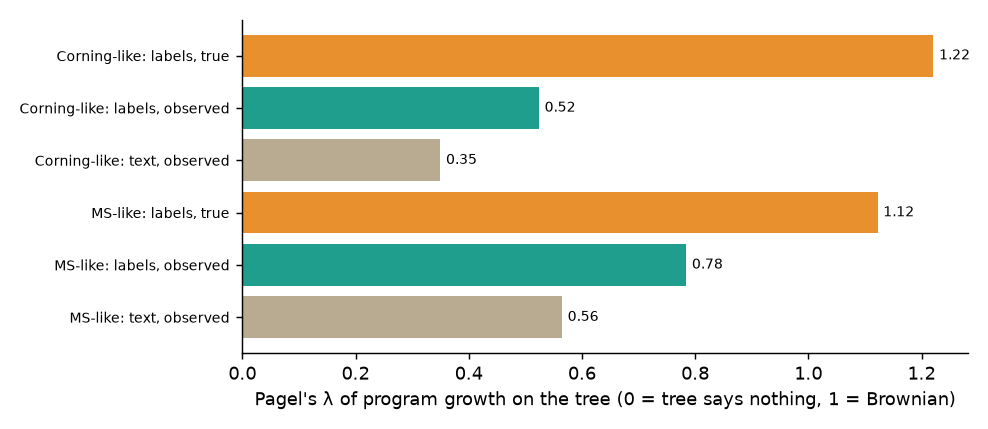 Corning-like: labels, true
1.22
Corning-like: labels, observed
0.52
Corning-like: text, observed
0.35
MS-like: labels, true
1.12
MS-like: labels, observed
0.78
MS-like: text, observed
0.56
0.0 0.2 0.4 0.6 0.8 1.0 1.2
Pagel's λ of program growth on the tree (0 = tree says nothing, 1 = Brownian)